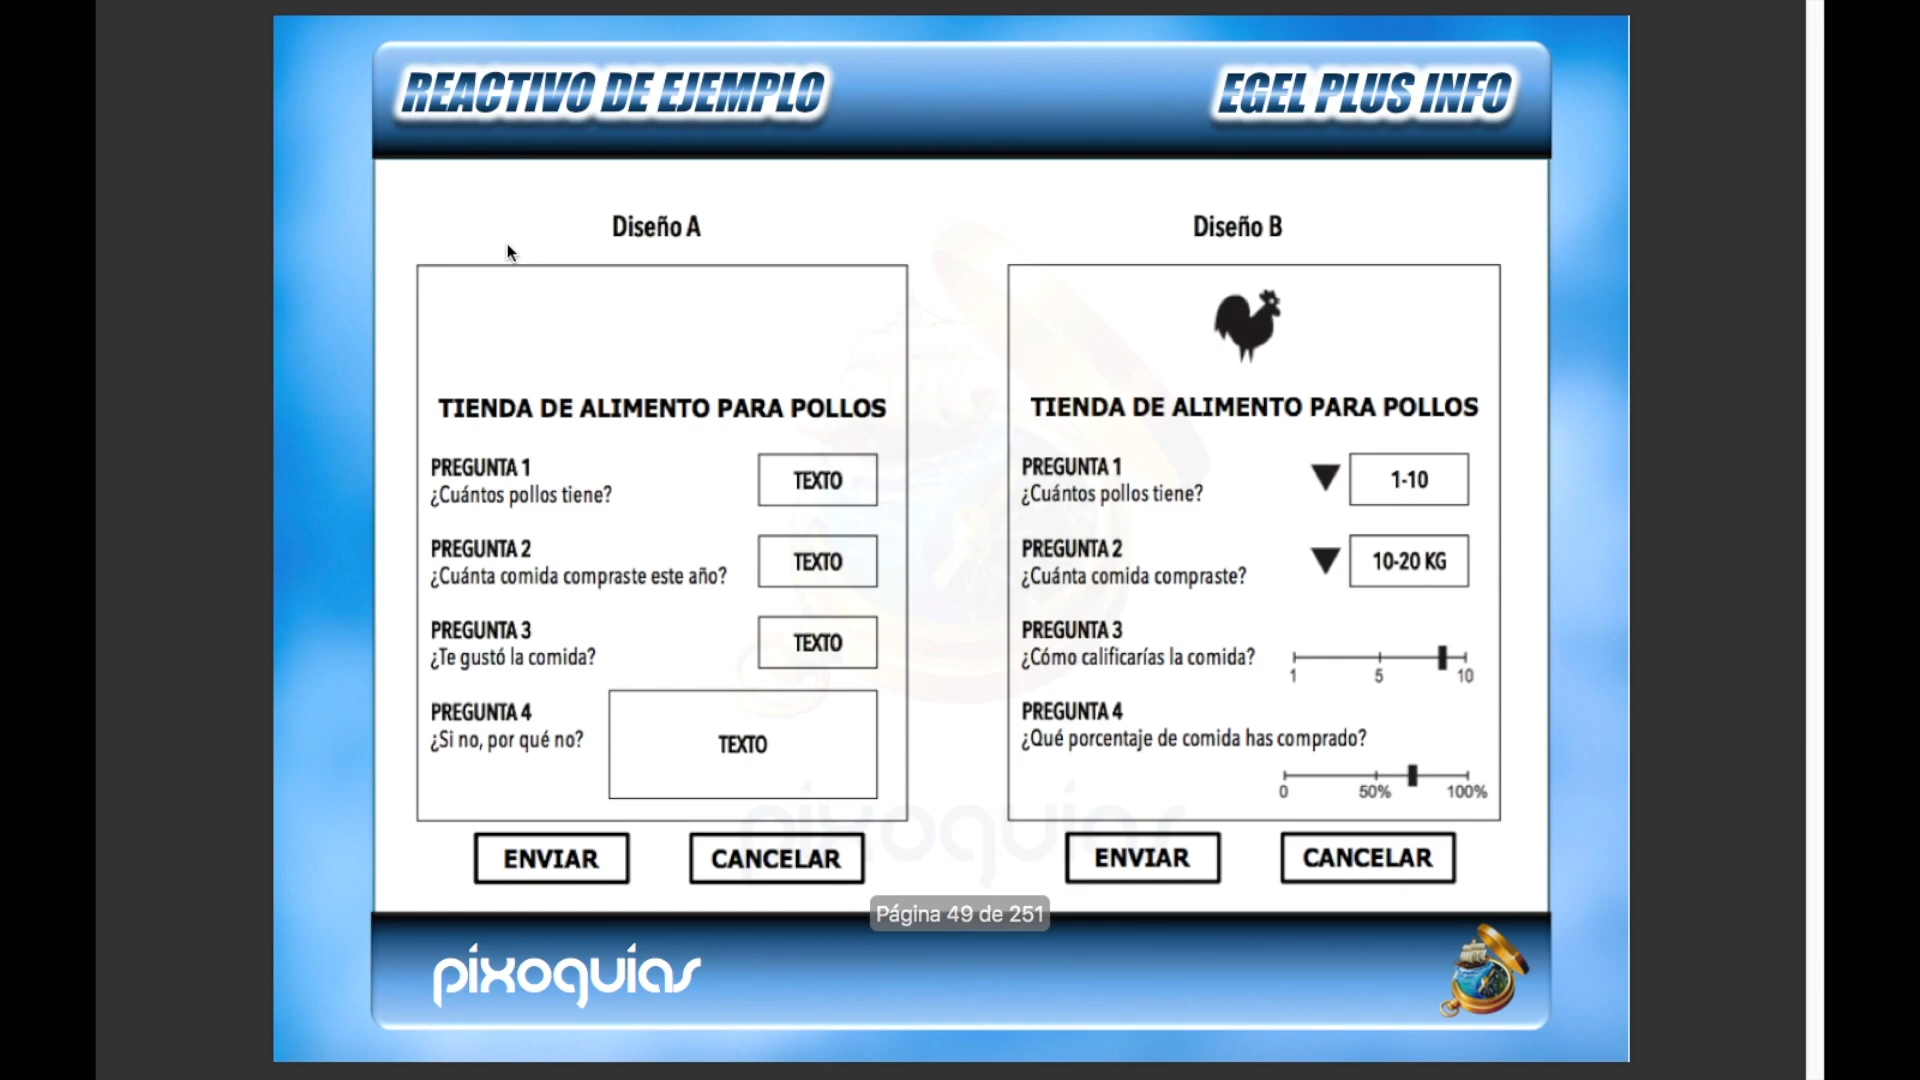 REACTIVO DE EJEMPLO
EGEL PLUS INFO
Diseño A
TIENDA DE ALIMENTO PARA POLLOS
PREGUNTA 1
¿Cuántos pollos tiene?
TEXTO
PREGUNTA 2
¿Cuánta comida compraste este año?
TEXTO
PREGUNTA 3
¿Te gustó la comida?
TEXTO
PREGUNTA 4
¿Si no, por qué no?
TEXTO
ENVIAR
CANCELAR
Diseño B
TIENDA DE ALIMENTO PARA POLLOS
PREGUNTA 1
¿Cuántos pollos tiene?
1-10
PREGUNTA 2
¿Cuánta comida compraste?
10-20 KG
PREGUNTA 3
¿Cómo calificarías la comida?
1 5 10
PREGUNTA 4
¿Qué porcentaje de comida has comprado?
0 50% 100%
ENVIAR
CANCELAR
pixoguias
Página 49 de 251
pixoguías